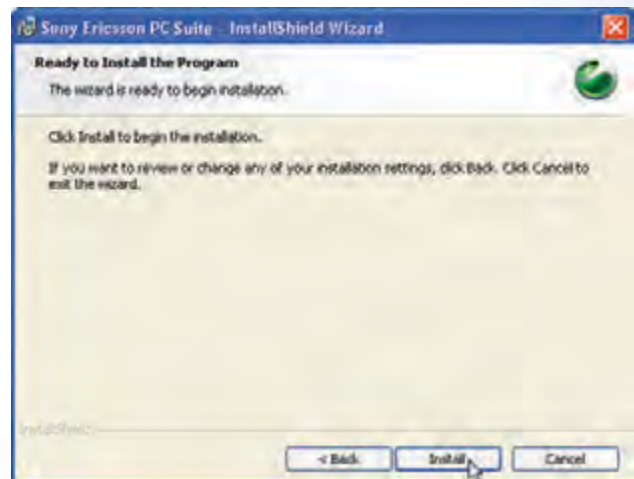 Sony Ericsson PC Suite - InstallShield Wizard
Ready to Install the Program
The wizard is ready to begin installation.
Click Install to begin the installation.
If you want to review or change any of your installation settings, click Back. Click Cancel to
exit the wizard.
InstallShield
< Back
Install
Cancel